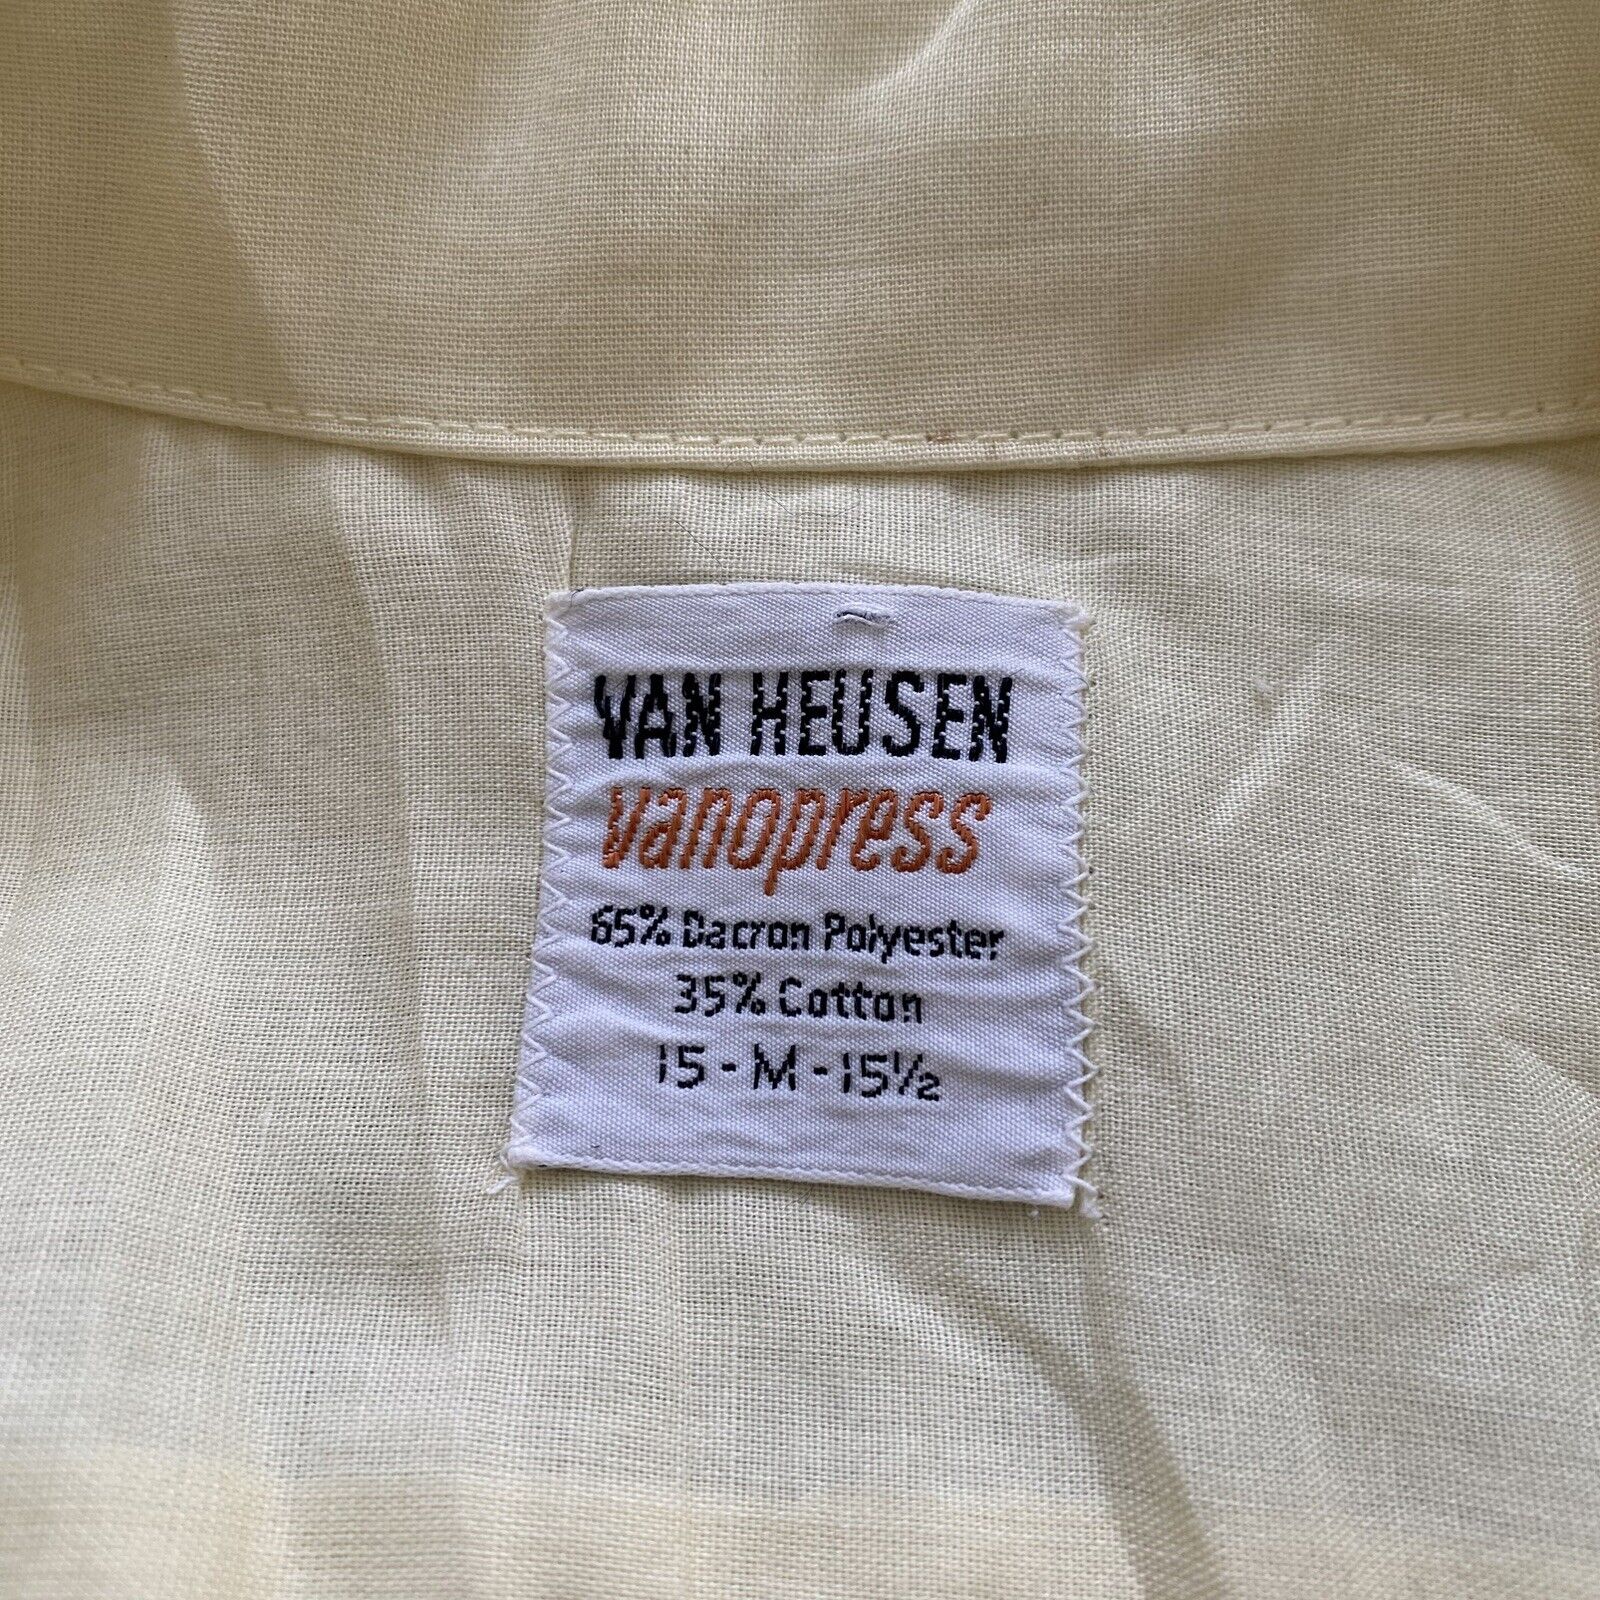 VAN HEUSEN
vanopress
65% Dacron Polyester
35% Cotton
15 - M - 15½